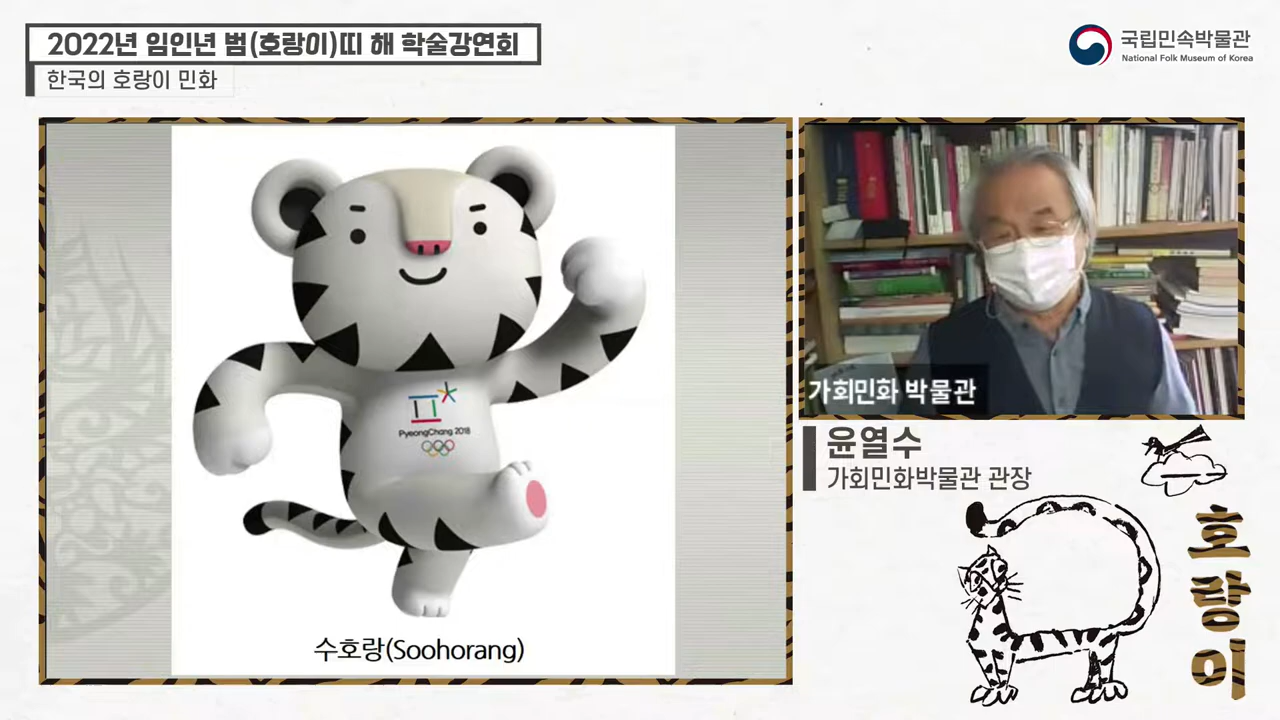 2022년 임인년 범(호랑이)띠 해 학술강연회
한국의 호랑이 민화
국립민속박물관
National Folk Museum of Korea
PyeongChang 2018
수호랑(Soohorang)
가회민화 박물관
윤열수
가회민화박물관 관장
호랑이